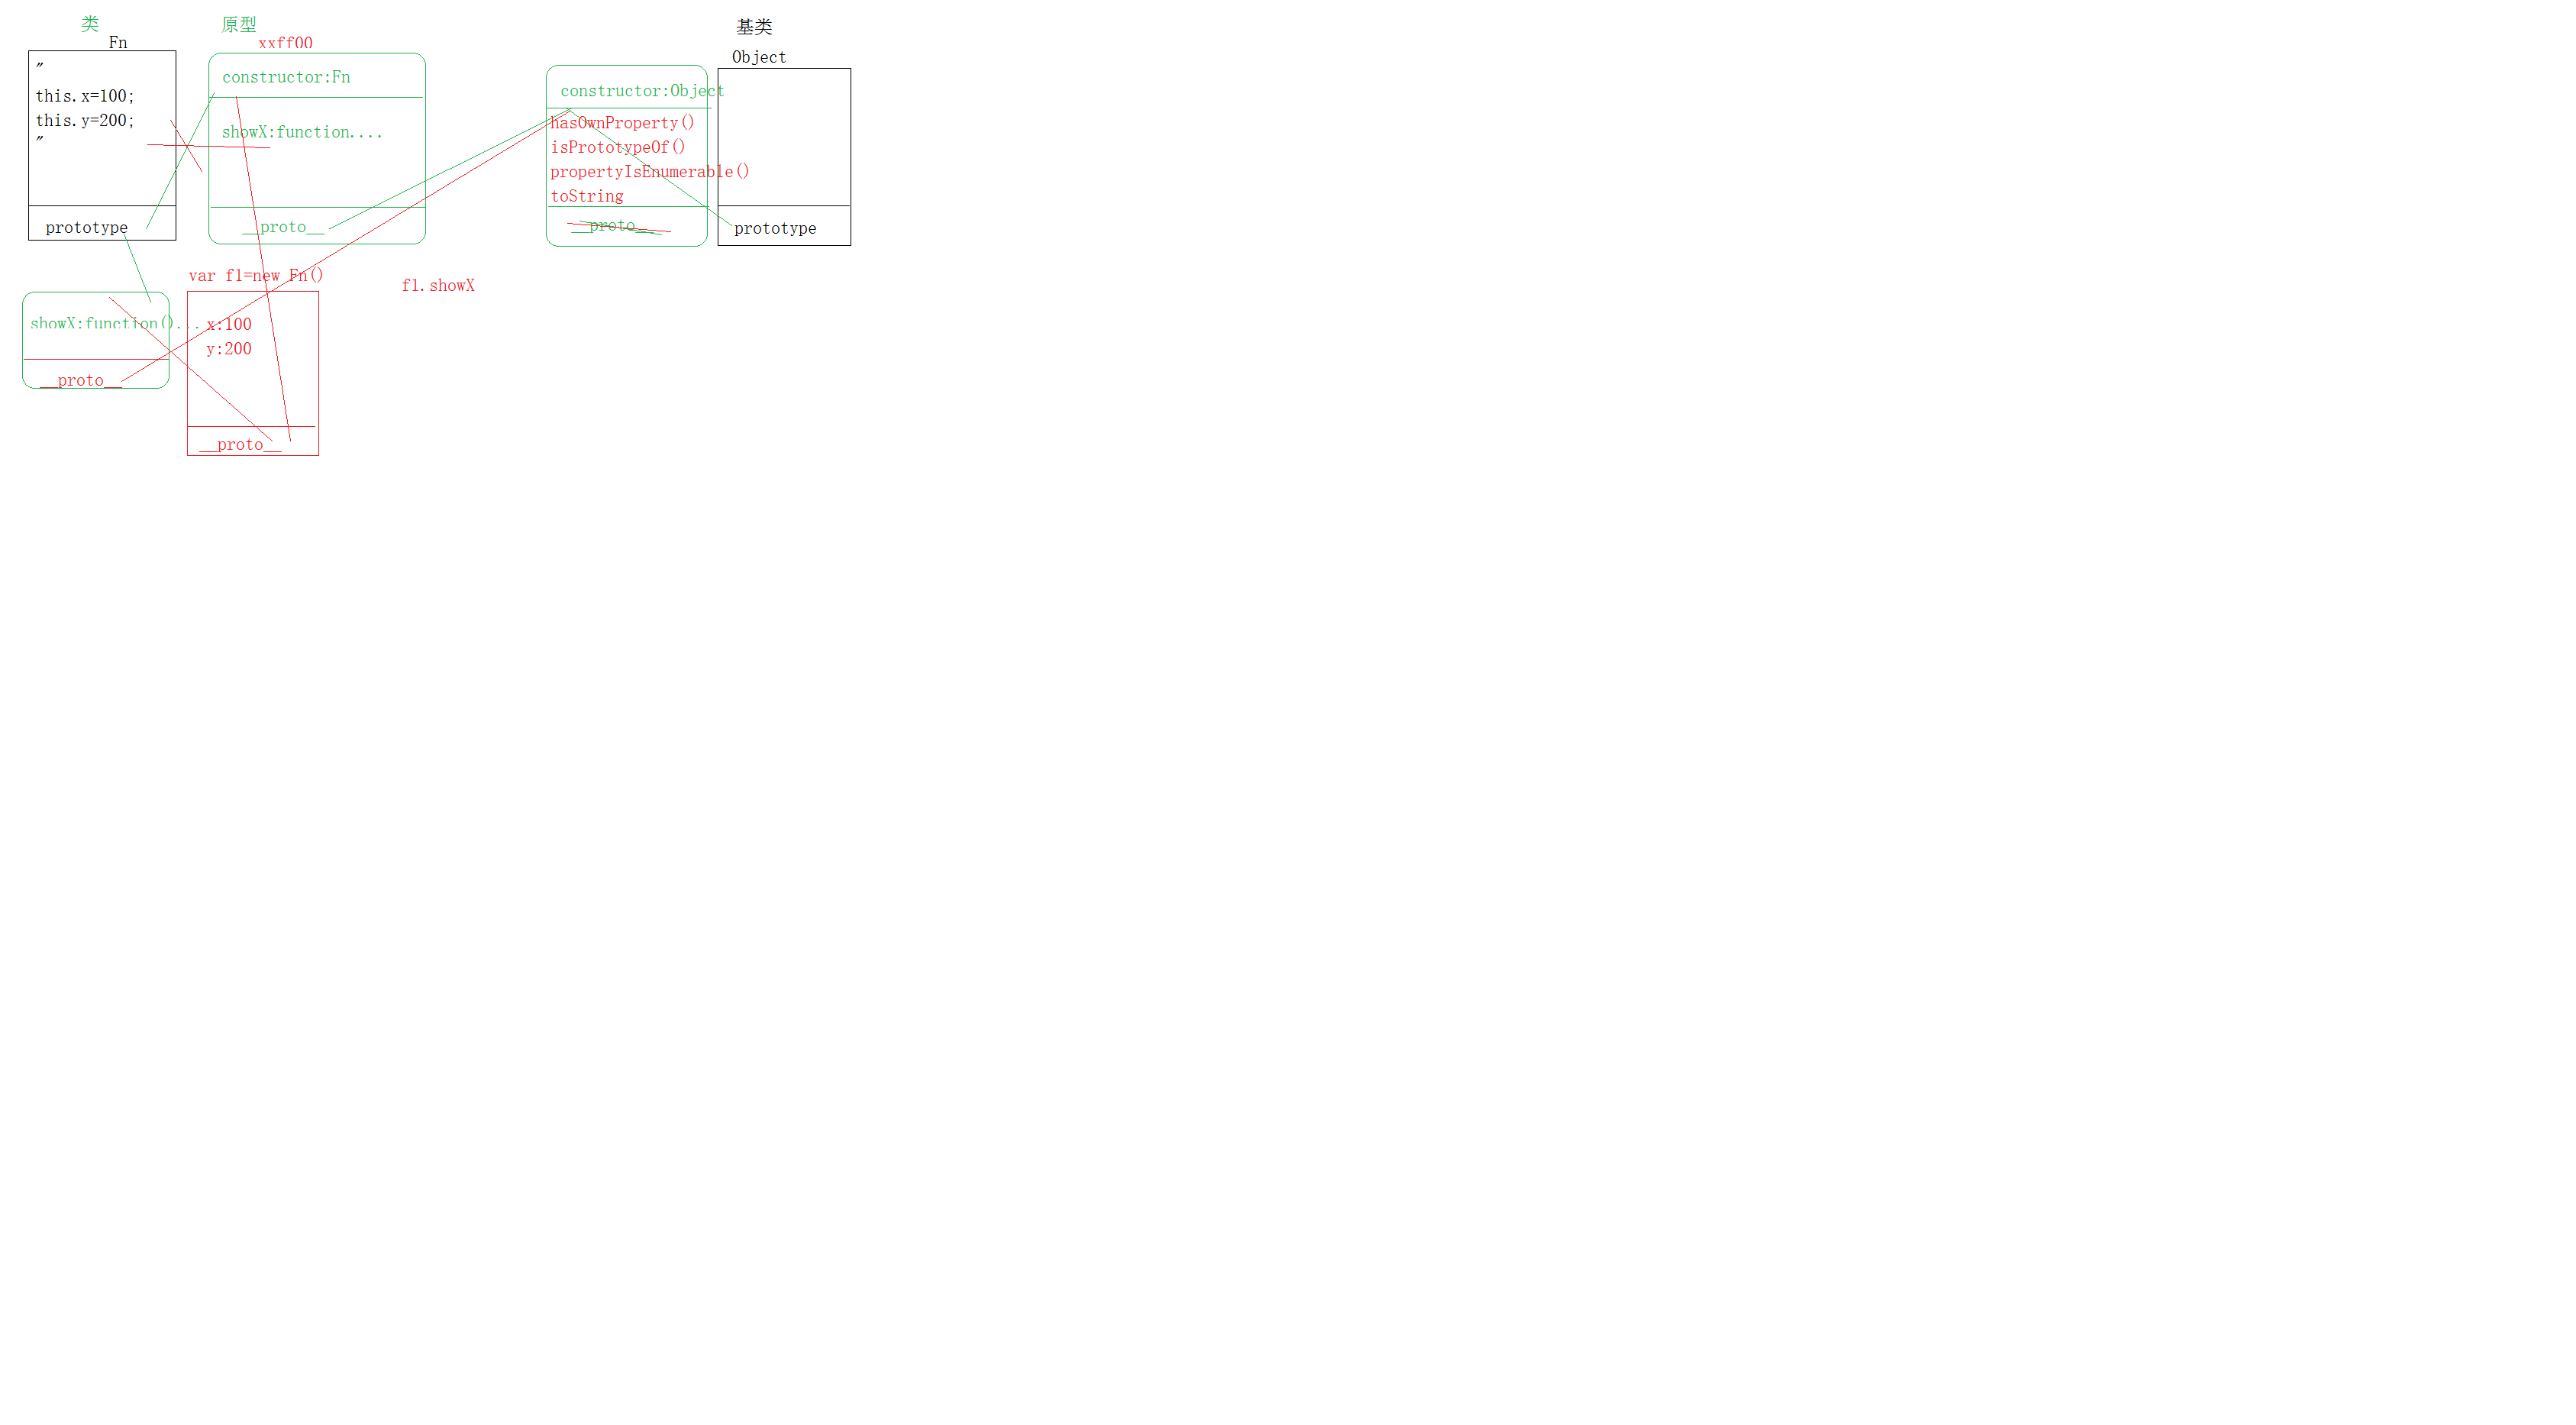 类
Fn
"
this.x=100;
this.y=200;
"
prototype
原型
xxff00
constructor:Fn
showX:function....
__proto__
基类
Object
constructor:Object
hasOwnProperty()
isPrototypeOf()
propertyIsEnumerable()
toString
__proto__
prototype
showX:function()...
__proto__
var f1=new Fn()
x:100
y:200
__proto__
f1.showX